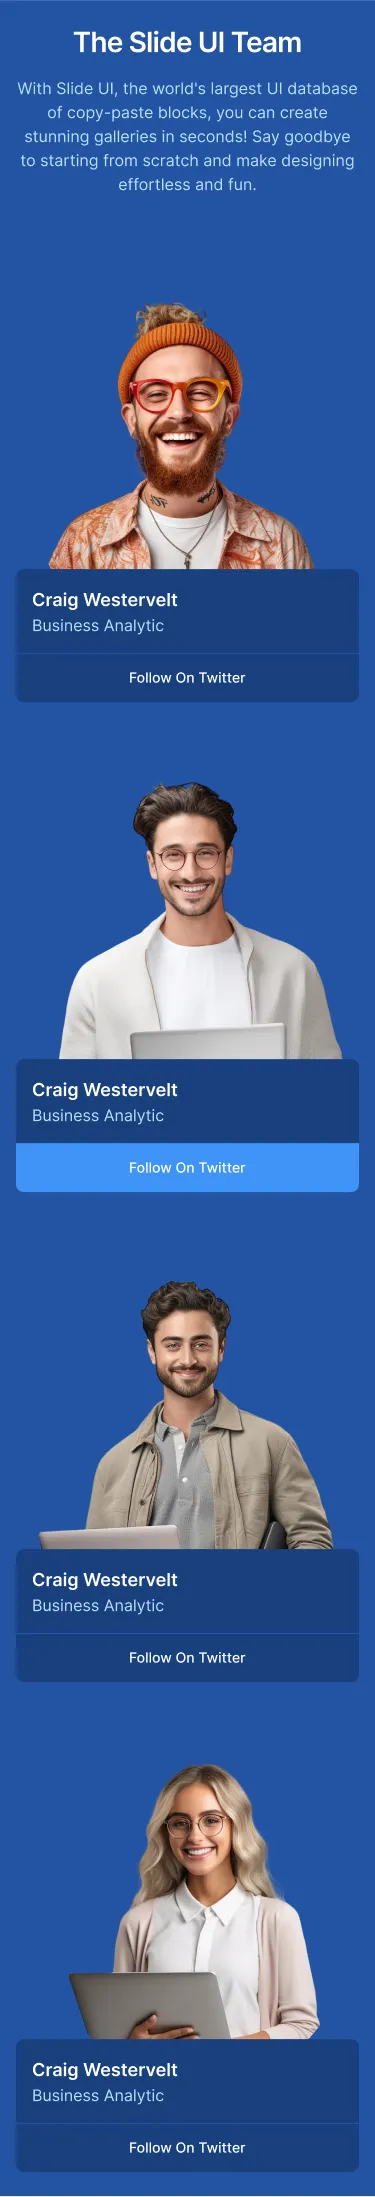 The Slide UI Team
With Slide UI, the world's largest UI database
of copy-paste blocks, you can create
stunning galleries in seconds! Say goodbye
to starting from scratch and make designing
effortless and fun.
Craig Westervelt
Business Analytic
Follow On Twitter
Craig Westervelt
Business Analytic
Follow On Twitter
Craig Westervelt
Business Analytic
Follow On Twitter
Craig Westervelt
Business Analytic
Follow On Twitter